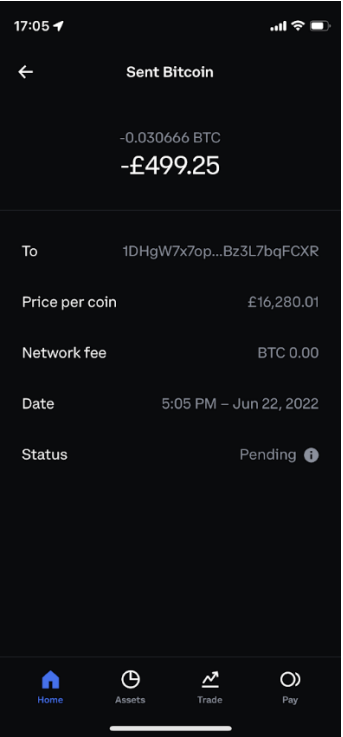 17:05
Sent Bitcoin
-0.030666 BTC
-£499.25
To 1DHgW7x7op...Bz3L7bqFCXR
Price per coin £16,280.01
Network fee BTC 0.00
Date 5:05 PM – Jun 22, 2022
Status Pending
Home Assets Trade Pay